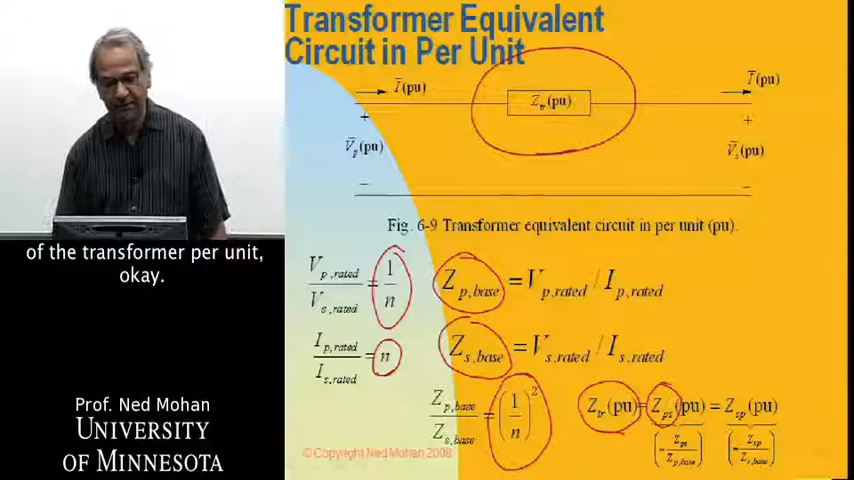 Transformer Equivalent
Circuit in Per Unit
I̅(pu)
I̅(pu)
Z_tr(pu)
+
+
V̅_p(pu)
V̅_s(pu)
−
−
Fig. 6-9 Transformer equivalent circuit in per unit (pu).
V_p,rated / V_s,rated = 1/n
Z_p,base = V_p,rated / I_p,rated
I_p,rated / I_s,rated = n
Z_s,base = V_s,rated / I_s,rated
Z_p,base / Z_s,base = (1/n)²
Z_tr(pu) = Z_ps(pu) = Z_sp(pu)
(= Z_ps / Z_p,base) (= Z_sp / Z_s,base)
© Copyright Ned Mohan 2008
of the transformer per unit,
okay.
Prof. Ned Mohan
UNIVERSITY
OF MINNESOTA